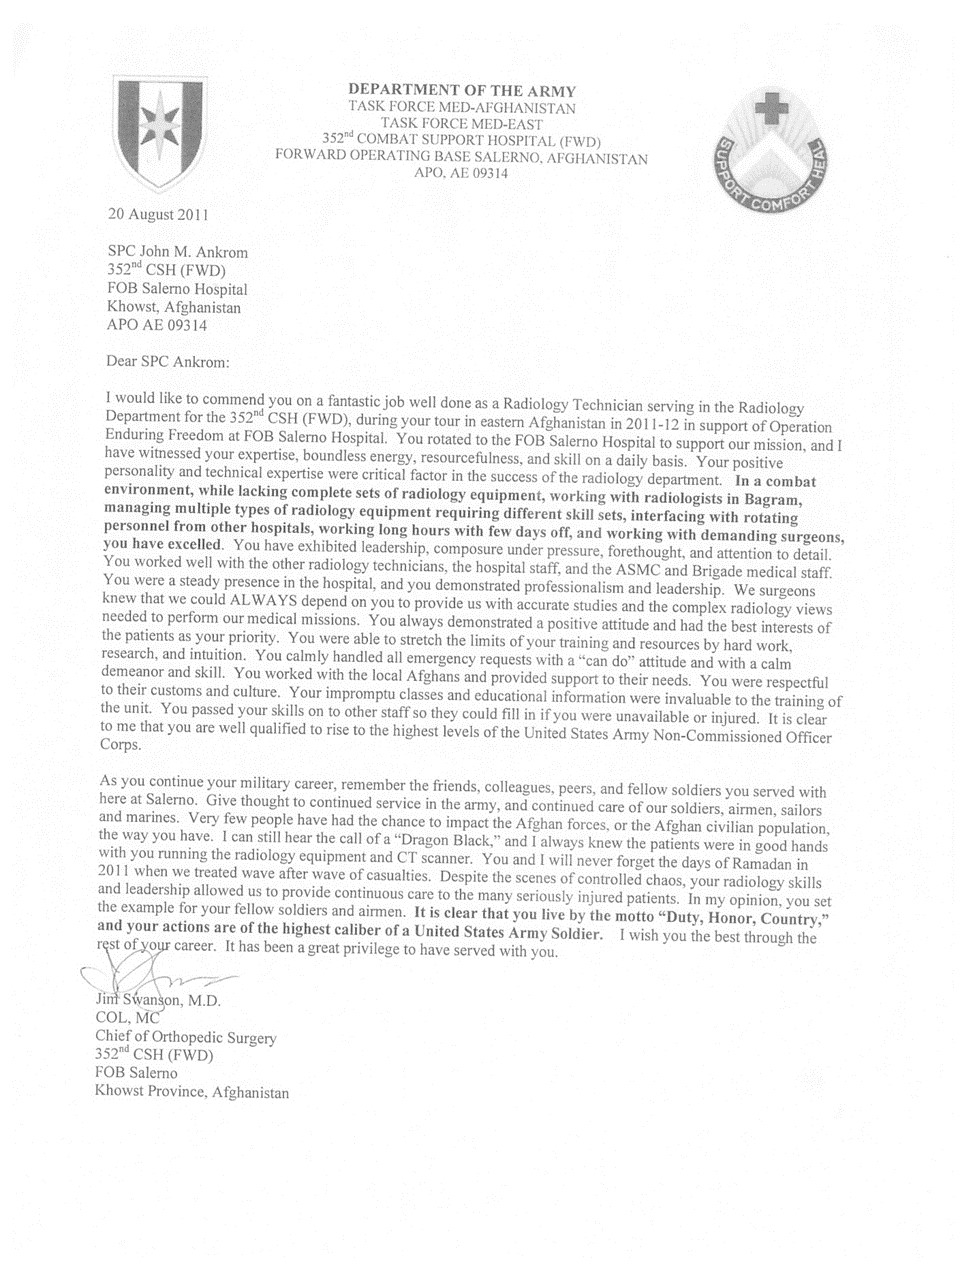 DEPARTMENT OF THE ARMY
TASK FORCE MED-AFGHANISTAN
TASK FORCE MED-EAST
352nd COMBAT SUPPORT HOSPITAL (FWD)
FORWARD OPERATING BASE SALERNO, AFGHANISTAN
APO, AE 09314
SUPPORT COMFORT HEAL
20 August 2011
SPC John M. Ankrom
352nd CSH (FWD)
FOB Salerno Hospital
Khowst, Afghanistan
APO AE 09314
Dear SPC Ankrom:
I would like to commend you on a fantastic job well done as a Radiology Technician serving in the Radiology
Department for the 352nd CSH (FWD), during your tour in eastern Afghanistan in 2011-12 in support of Operation
Enduring Freedom at FOB Salerno Hospital. You rotated to the FOB Salerno Hospital to support our mission, and I
have witnessed your expertise, boundless energy, resourcefulness, and skill on a daily basis. Your positive
personality and technical expertise were critical factor in the success of the radiology department. In a combat
environment, while lacking complete sets of radiology equipment, working with radiologists in Bagram,
managing multiple types of radiology equipment requiring different skill sets, interfacing with rotating
personnel from other hospitals, working long hours with few days off, and working with demanding surgeons,
you have excelled. You have exhibited leadership, composure under pressure, forethought, and attention to detail.
You worked well with the other radiology technicians, the hospital staff, and the ASMC and Brigade medical staff.
You were a steady presence in the hospital, and you demonstrated professionalism and leadership. We surgeons
knew that we could ALWAYS depend on you to provide us with accurate studies and the complex radiology views
needed to perform our medical missions. You always demonstrated a positive attitude and had the best interests of
the patients as your priority. You were able to stretch the limits of your training and resources by hard work,
research, and intuition. You calmly handled all emergency requests with a “can do” attitude and with a calm
demeanor and skill. You worked with the local Afghans and provided support to their needs. You were respectful
to their customs and culture. Your impromptu classes and educational information were invaluable to the training of
the unit. You passed your skills on to other staff so they could fill in if you were unavailable or injured. It is clear
to me that you are well qualified to rise to the highest levels of the United States Army Non-Commissioned Officer
Corps.
As you continue your military career, remember the friends, colleagues, peers, and fellow soldiers you served with
here at Salerno. Give thought to continued service in the army, and continued care of our soldiers, airmen, sailors
and marines. Very few people have had the chance to impact the Afghan forces, or the Afghan civilian population,
the way you have. I can still hear the call of a “Dragon Black,” and I always knew the patients were in good hands
with you running the radiology equipment and CT scanner. You and I will never forget the days of Ramadan in
2011 when we treated wave after wave of casualties. Despite the scenes of controlled chaos, your radiology skills
and leadership allowed us to provide continuous care to the many seriously injured patients. In my opinion, you set
the example for your fellow soldiers and airmen. It is clear that you live by the motto “Duty, Honor, Country,”
and your actions are of the highest caliber of a United States Army Soldier. I wish you the best through the
rest of your career. It has been a great privilege to have served with you.
Jim Swanson, M.D.
COL, MC
Chief of Orthopedic Surgery
352nd CSH (FWD)
FOB Salerno
Khowst Province, Afghanistan